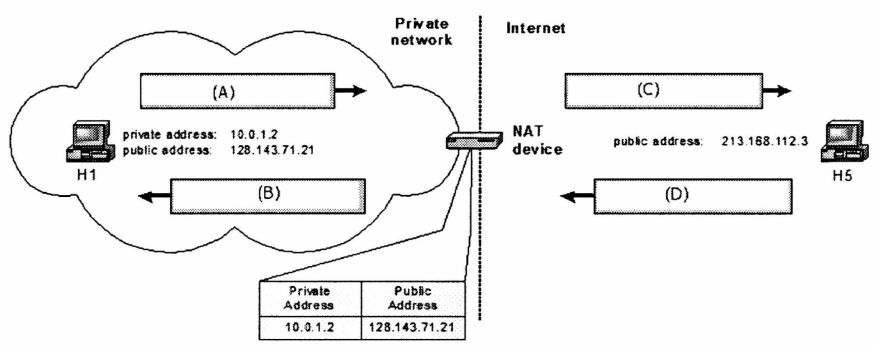 Private
network
Internet
(A)
(C)
private address: 10.0.1.2
public address: 128.143.71.21
H1
NAT
device
public address: 213.168.112.3
H5
(B)
(D)
Private
Address
Public
Address
10.0.1.2
128.143.71.21